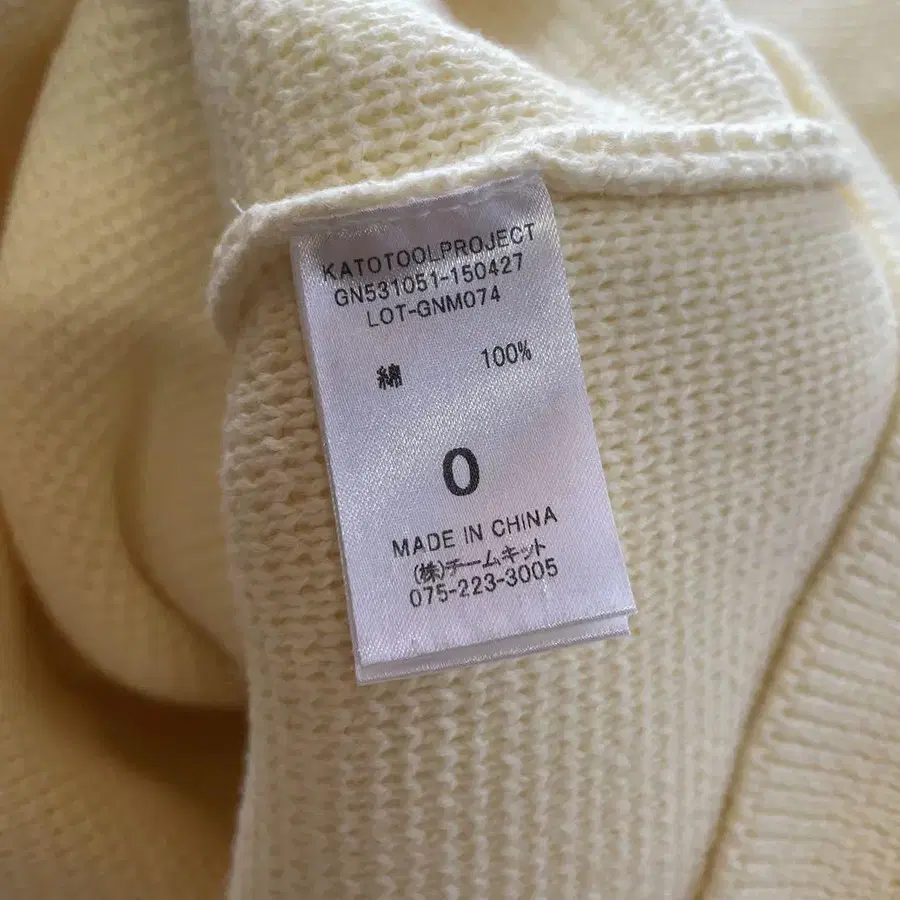 KATOTOOLPROJECT
GN531051-150427
LOT-GNM074
綿 100%
0
MADE IN CHINA
(株)チームキット
075-223-3005